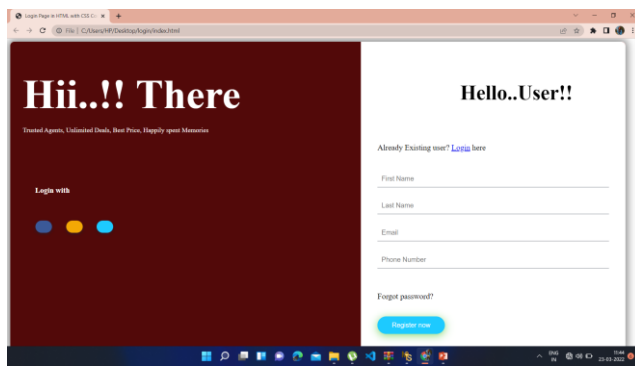 Login Page in HTML with CSS C
File | C:/Users/HP/Desktop/login/index.html
Hii..!! There
Trusted Agents, Unlimited Deals, Best Price, Happily spent Memories
Login with
Hello..User!!
Already Existing user? Login here
First Name
Last Name
Email
Phone Number
Forgot password?
Register now
ENG
IN
11:44
23-03-2022